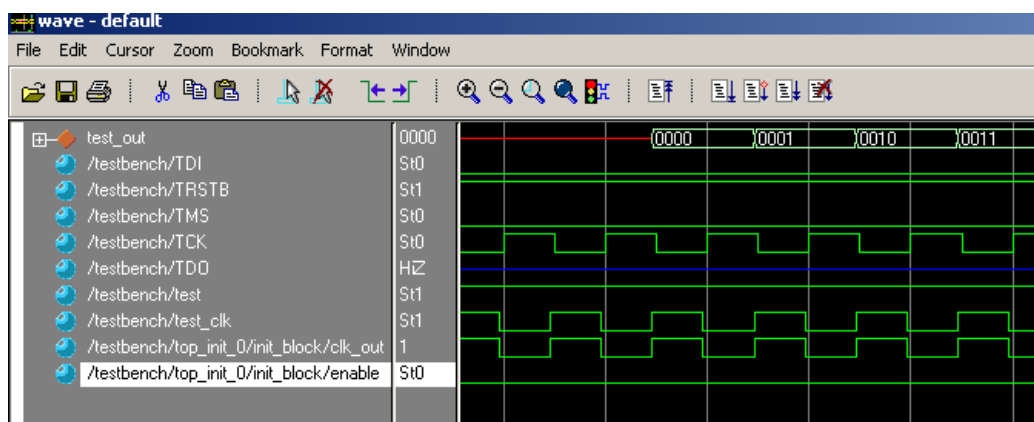 wave - default
File Edit Cursor Zoom Bookmark Format Window
test_out 0000 0000 0001 0010 0011
/testbench/TDI St0
/testbench/TRSTB St1
/testbench/TMS St0
/testbench/TCK St0
/testbench/TDO HiZ
/testbench/test St1
/testbench/test_clk St1
/testbench/top_init_0/init_block/clk_out 1
/testbench/top_init_0/init_block/enable St0